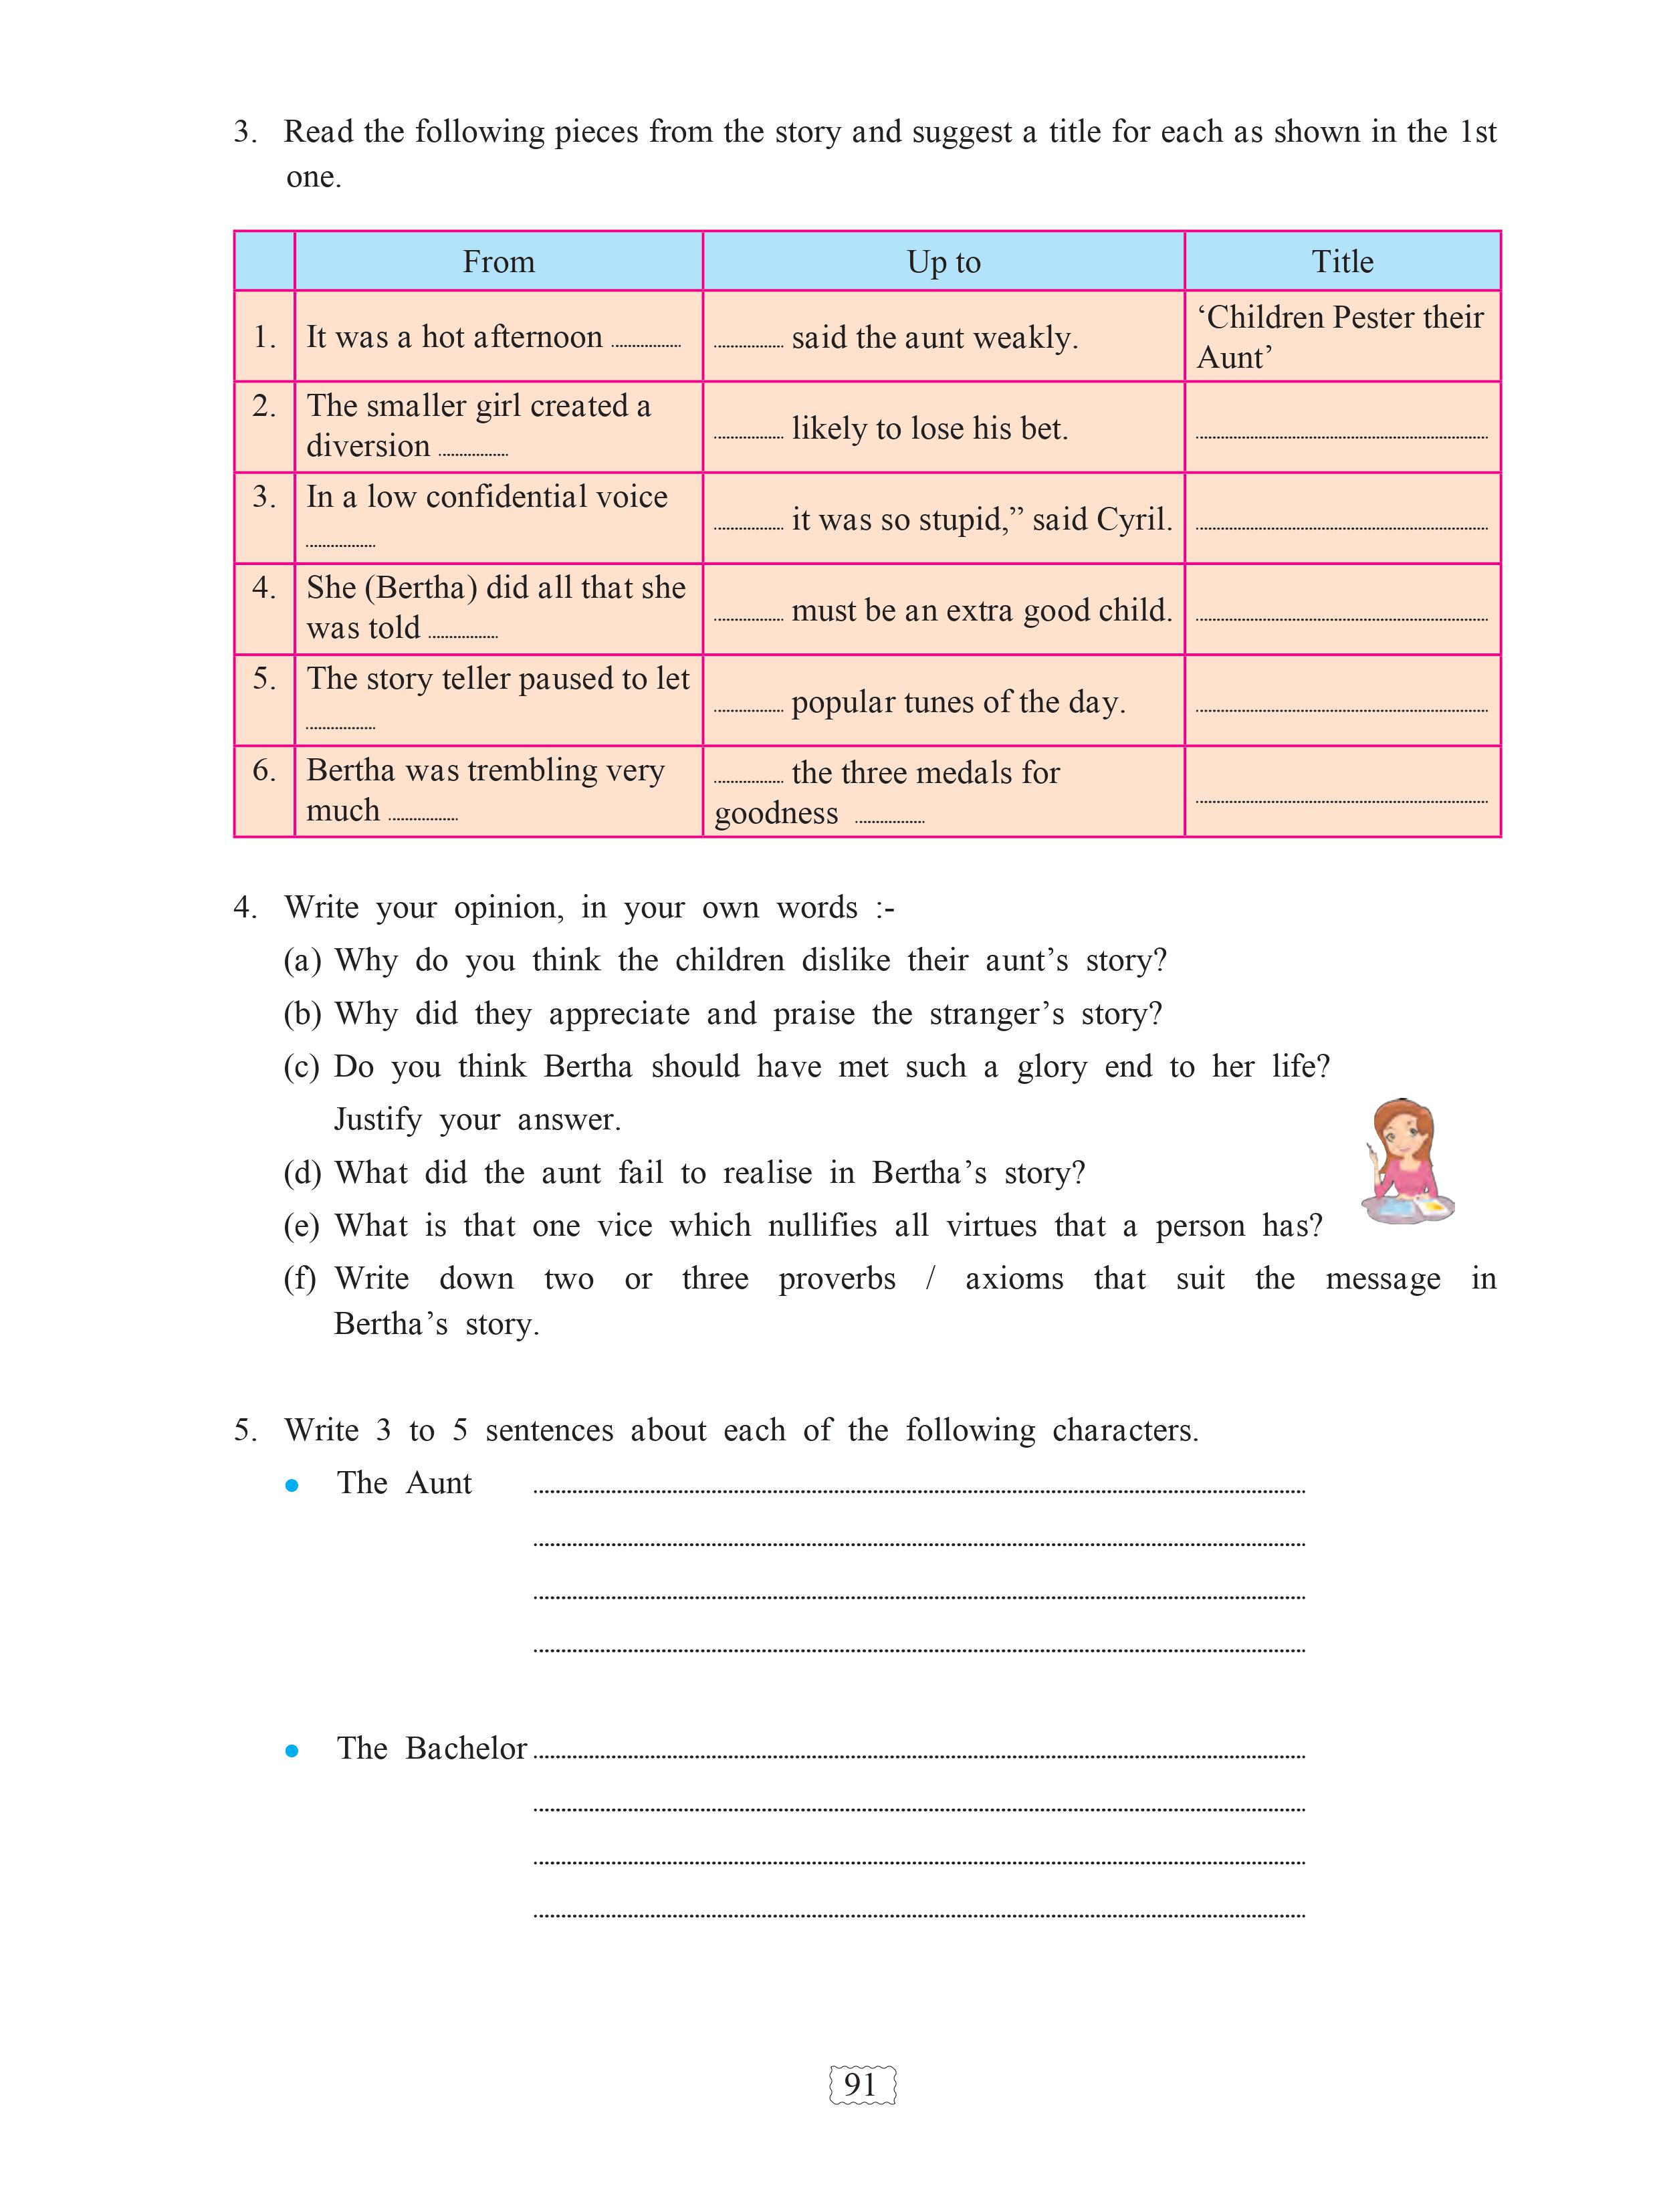 3. Read the following pieces from the story and suggest a title for each as shown in the 1st
one.
From Up to Title
1. It was a hot afternoon ................ ................ said the aunt weakly. ‘Children Pester their
Aunt’
2. The smaller girl created a
diversion ................ ................ likely to lose his bet. ................................
3. In a low confidential voice
................ ................ it was so stupid,” said Cyril. ................................
4. She (Bertha) did all that she
was told ................ ................ must be an extra good child. ................................
5. The story teller paused to let
................ ................ popular tunes of the day. ................................
6. Bertha was trembling very
much ................ ................ the three medals for
goodness ................ ................................
4. Write your opinion, in your own words :-
(a) Why do you think the children dislike their aunt’s story?
(b) Why did they appreciate and praise the stranger’s story?
(c) Do you think Bertha should have met such a glory end to her life?
Justify your answer.
(d) What did the aunt fail to realise in Bertha’s story?
(e) What is that one vice which nullifies all virtues that a person has?
(f) Write down two or three proverbs / axioms that suit the message in
Bertha’s story.
5. Write 3 to 5 sentences about each of the following characters.
• The Aunt ................................
................................
................................
................................
• The Bachelor ................................
................................
................................
................................
91